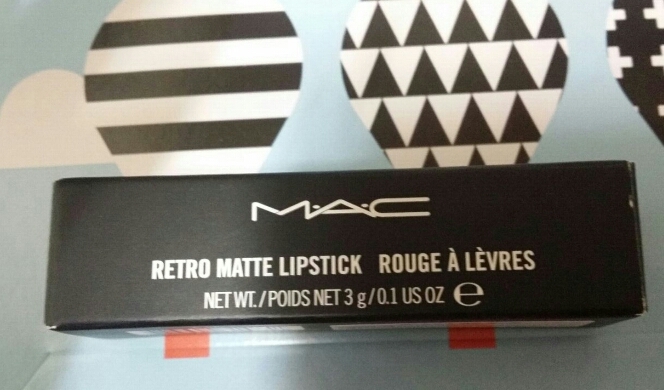 M·A·C
RETRO MATTE LIPSTICK ROUGE À LÈVRES
NET WT./POIDS NET 3 g/0.1 US OZ ℮